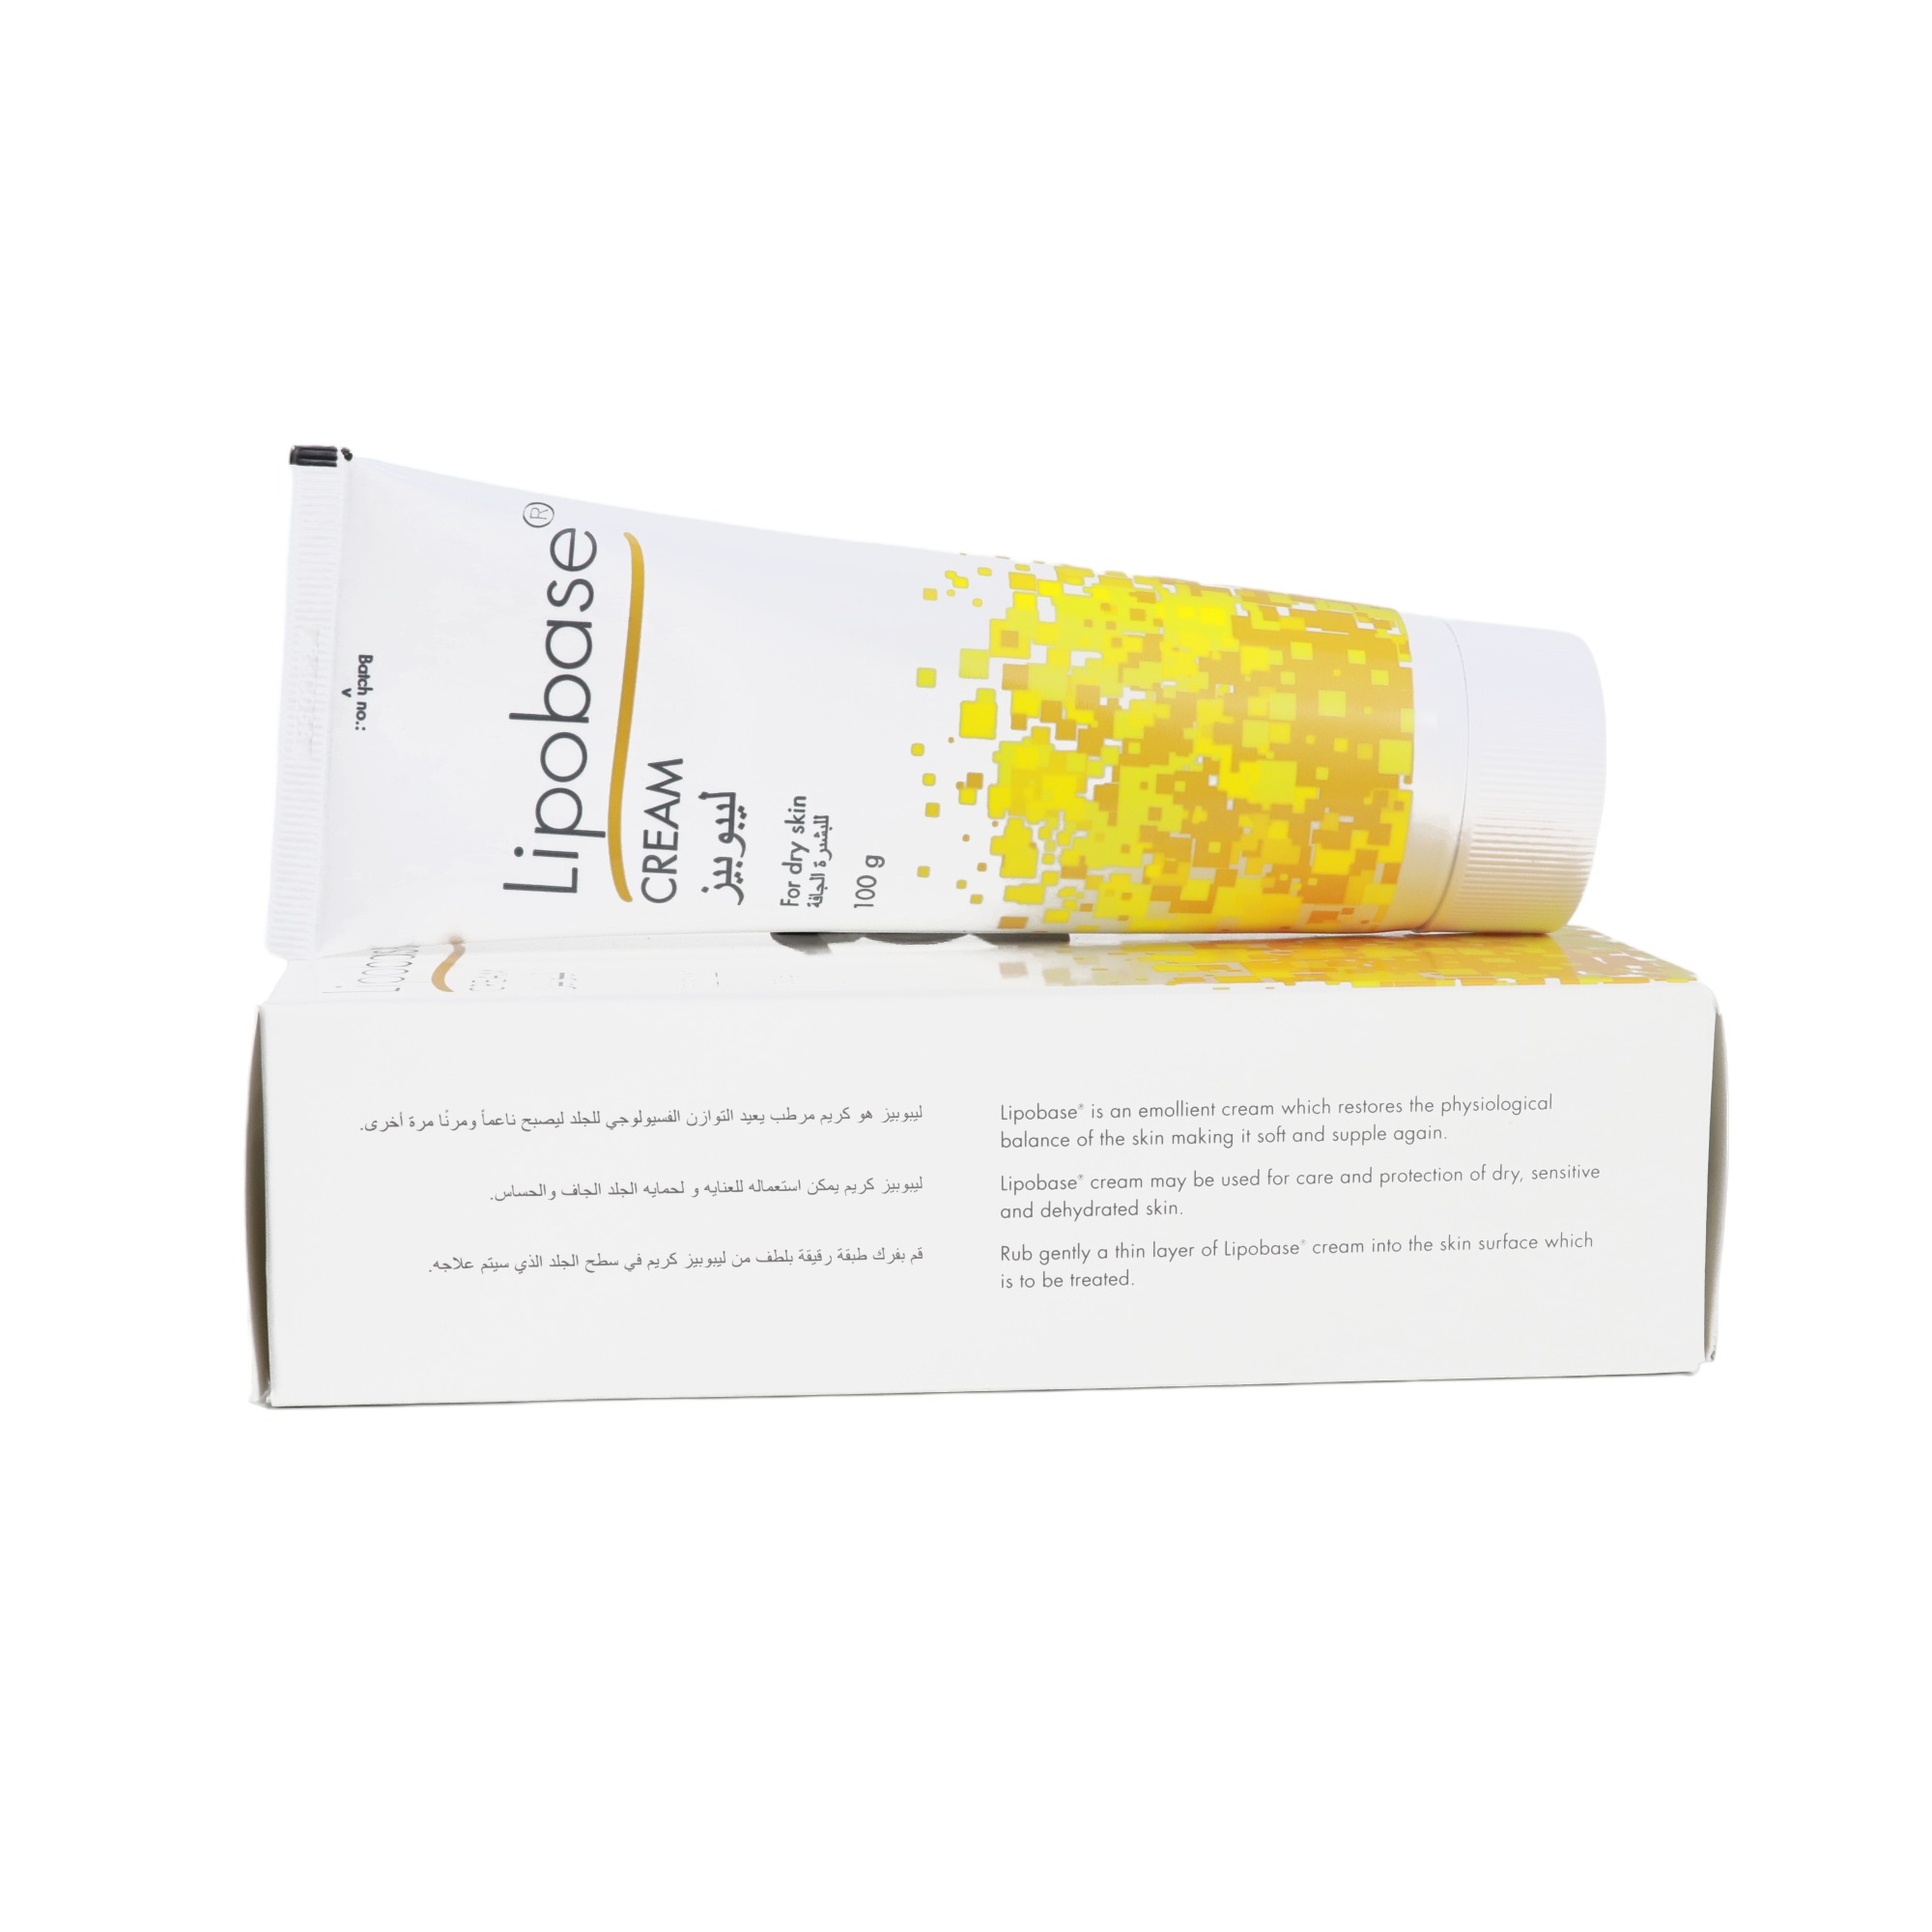 Lipobase®
CREAM
ليبوبيز
For dry skin
للبشرة الجافة
100 g
Batch no.:
ليبوبيز هو كريم مرطب يعيد التوازن الفسيولوجي للجلد ليصبح ناعماً ومرنًا مرة أخرى.
ليبوبيز كريم يمكن استعماله للعنايه و لحمايه الجلد الجاف والحساس.
قم بفرك طبقة رقيقة بلطف من ليبوبيز كريم في سطح الجلد الذي سيتم علاجه.
Lipobase® is an emollient cream which restores the physiological
balance of the skin making it soft and supple again.
Lipobase® cream may be used for care and protection of dry, sensitive
and dehydrated skin.
Rub gently a thin layer of Lipobase® cream into the skin surface which
is to be treated.